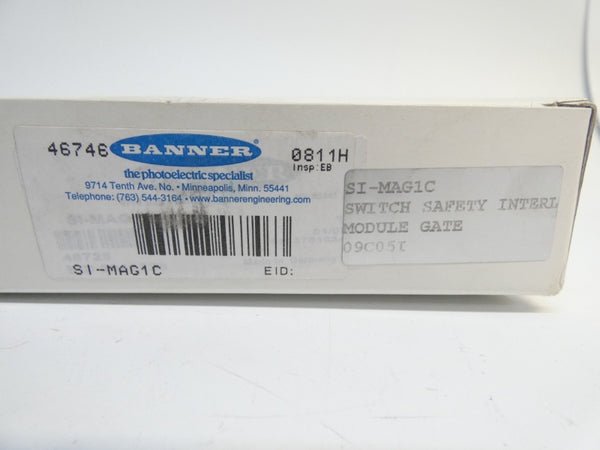 46746 BANNER 0811H
Insp:EB
the photoelectric specialist
9714 Tenth Ave. No. • Minneapolis, Minn. 55441
Telephone: (763) 544-3164 • www.bannerengineering.com
SI-MAG1C EID:
SI-MAG1C
SWITCH SAFETY INTERL
MODULE GATE
09C05I